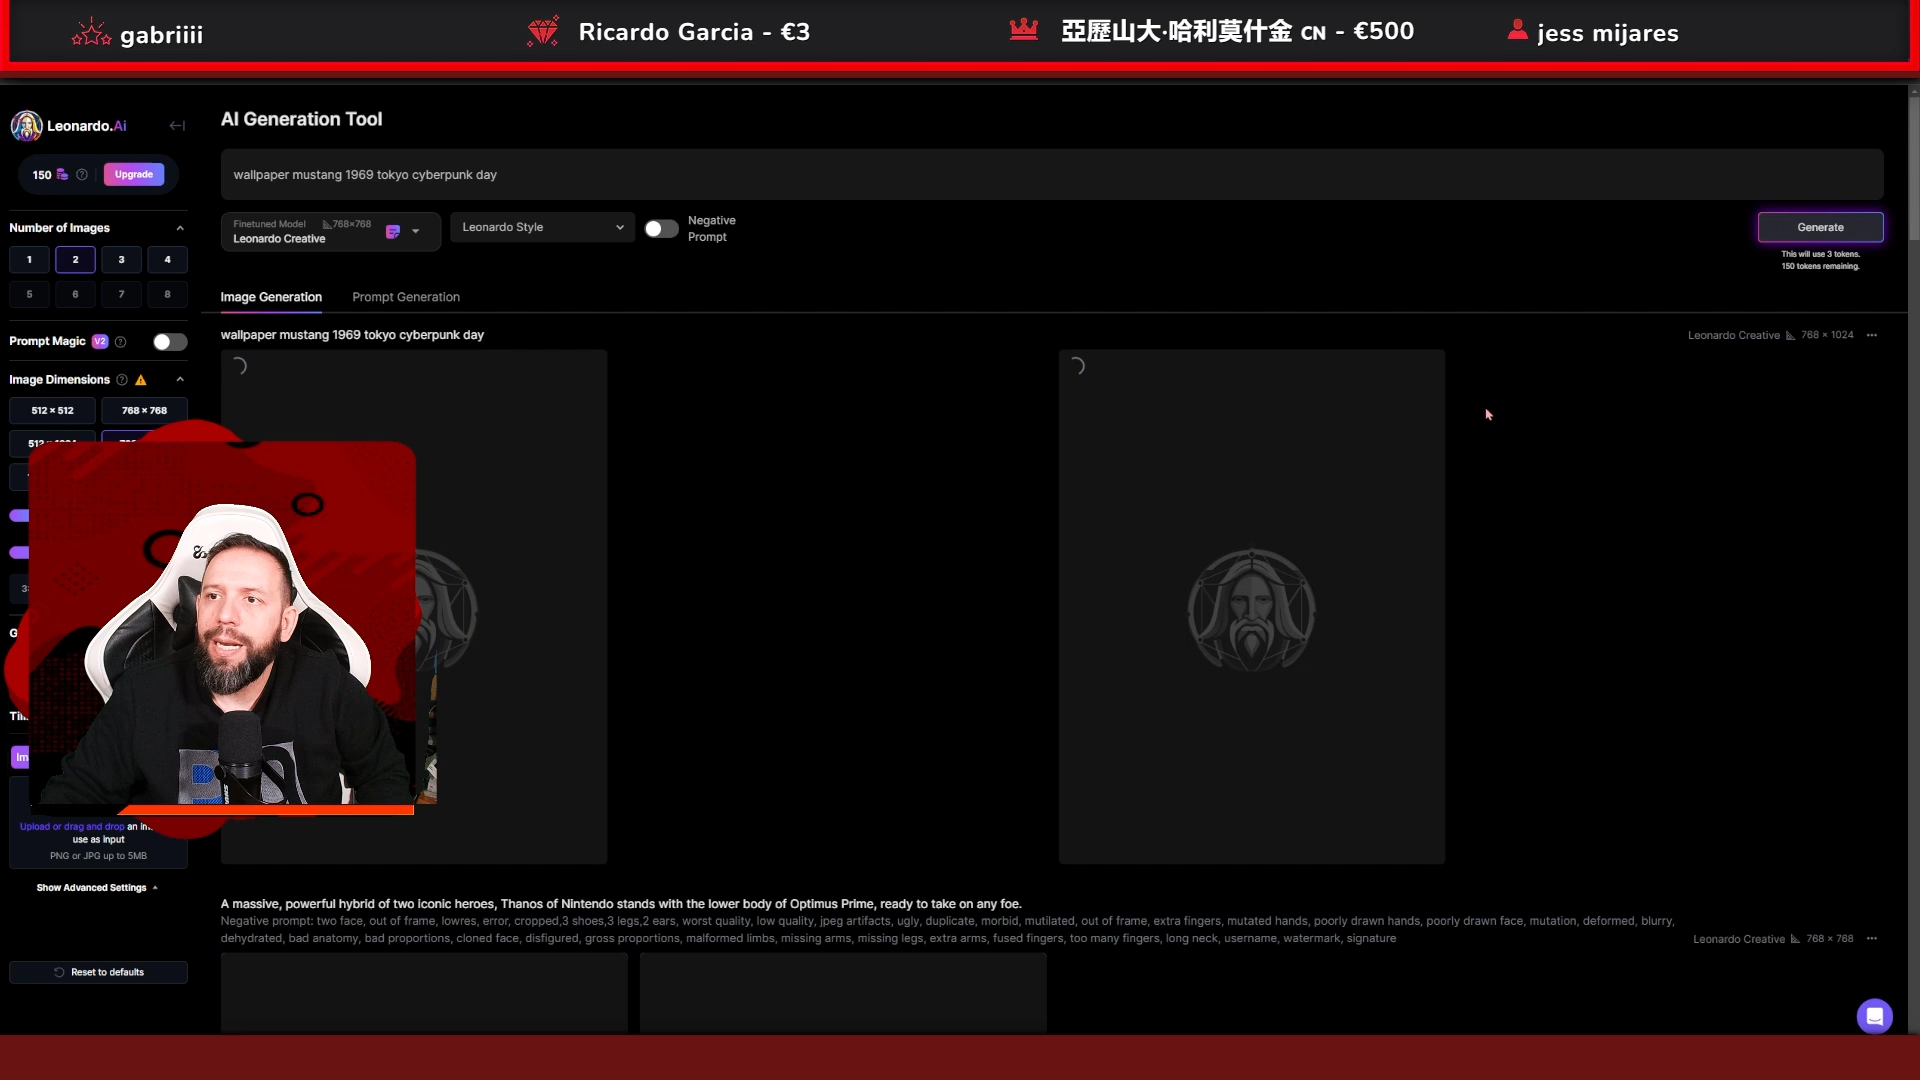 gabriiii
Ricardo Garcia - €3
亞歷山大·哈利莫什金 CN - €500
jess mijares
Leonardo.Ai
150
Upgrade
Number of Images
1 2 3 4
5 6 7 8
Prompt Magic V2
Image Dimensions
512 × 512 768 × 768
Upload or drag and drop an
use as input
PNG or JPG up to 5MB
Show Advanced Settings
Reset to defaults
AI Generation Tool
wallpaper mustang 1969 tokyo cyberpunk day
Finetuned Model 768×768
Leonardo Creative
Leonardo Style
Negative
Prompt
Generate
This will use 3 tokens.
150 tokens remaining.
Image Generation Prompt Generation
wallpaper mustang 1969 tokyo cyberpunk day
Leonardo Creative 768 × 1024
A massive, powerful hybrid of two iconic heroes, Thanos of Nintendo stands with the lower body of Optimus Prime, ready to take on any foe.
Negative prompt: two face, out of frame, lowres, error, cropped,3 shoes,3 legs,2 ears, worst quality, low quality, jpeg artifacts, ugly, duplicate, morbid, mutilated, out of frame, extra fingers, mutated hands, poorly drawn hands, poorly drawn face, mutation, deformed, blurry,
dehydrated, bad anatomy, bad proportions, cloned face, disfigured, gross proportions, malformed limbs, missing arms, missing legs, extra arms, fused fingers, too many fingers, long neck, username, watermark, signature
Leonardo Creative 768 × 768